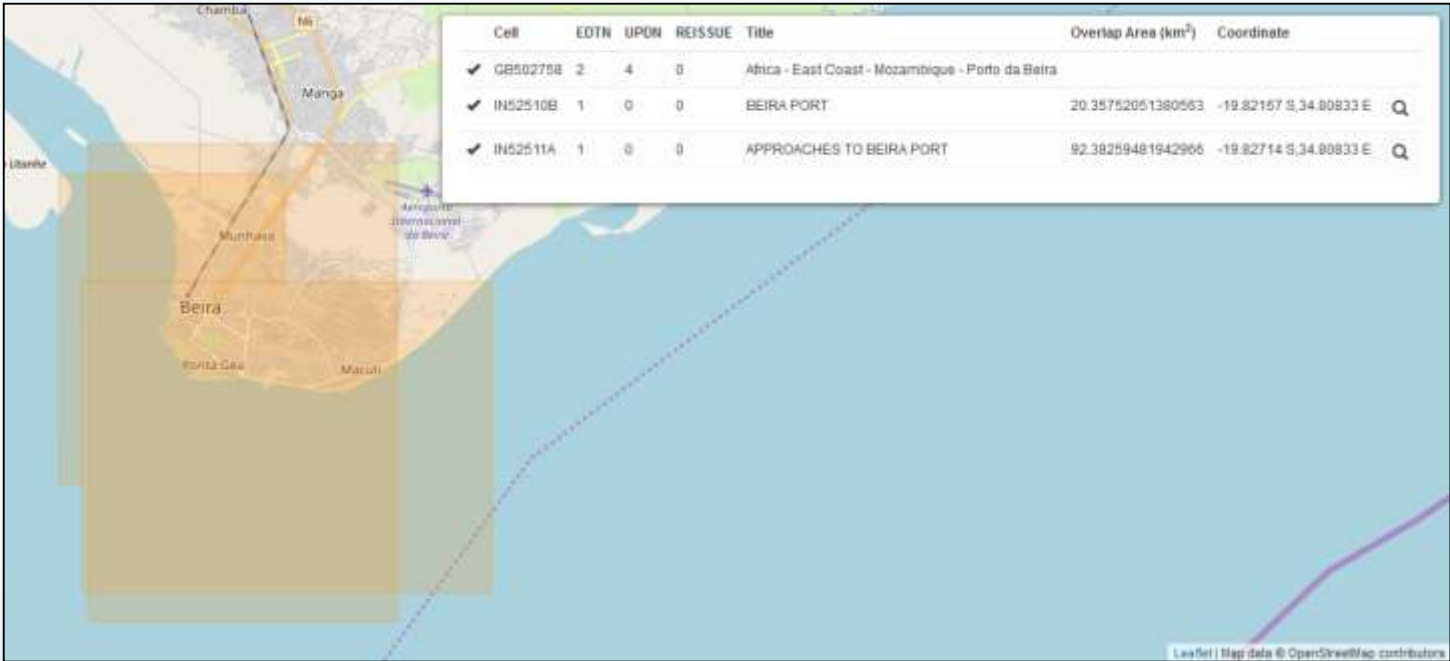 Chamba
N6
Manga
Munhava
Beira
Ponta Gea
Macuti
Cell EDTN UPDN REISSUE Title Overlap Area (km²) Coordinate
GB502758 2 4 0 Africa - East Coast - Mozambique - Porto da Beira
IN52510B 1 0 0 BEIRA PORT 20.35752051380563 -19.82167 S,34.80833 E
IN52511A 1 0 0 APPROACHES TO BEIRA PORT 92.38259481942966 -19.82714 S,34.80833 E
Leaflet | Map data © OpenStreetMap contributors